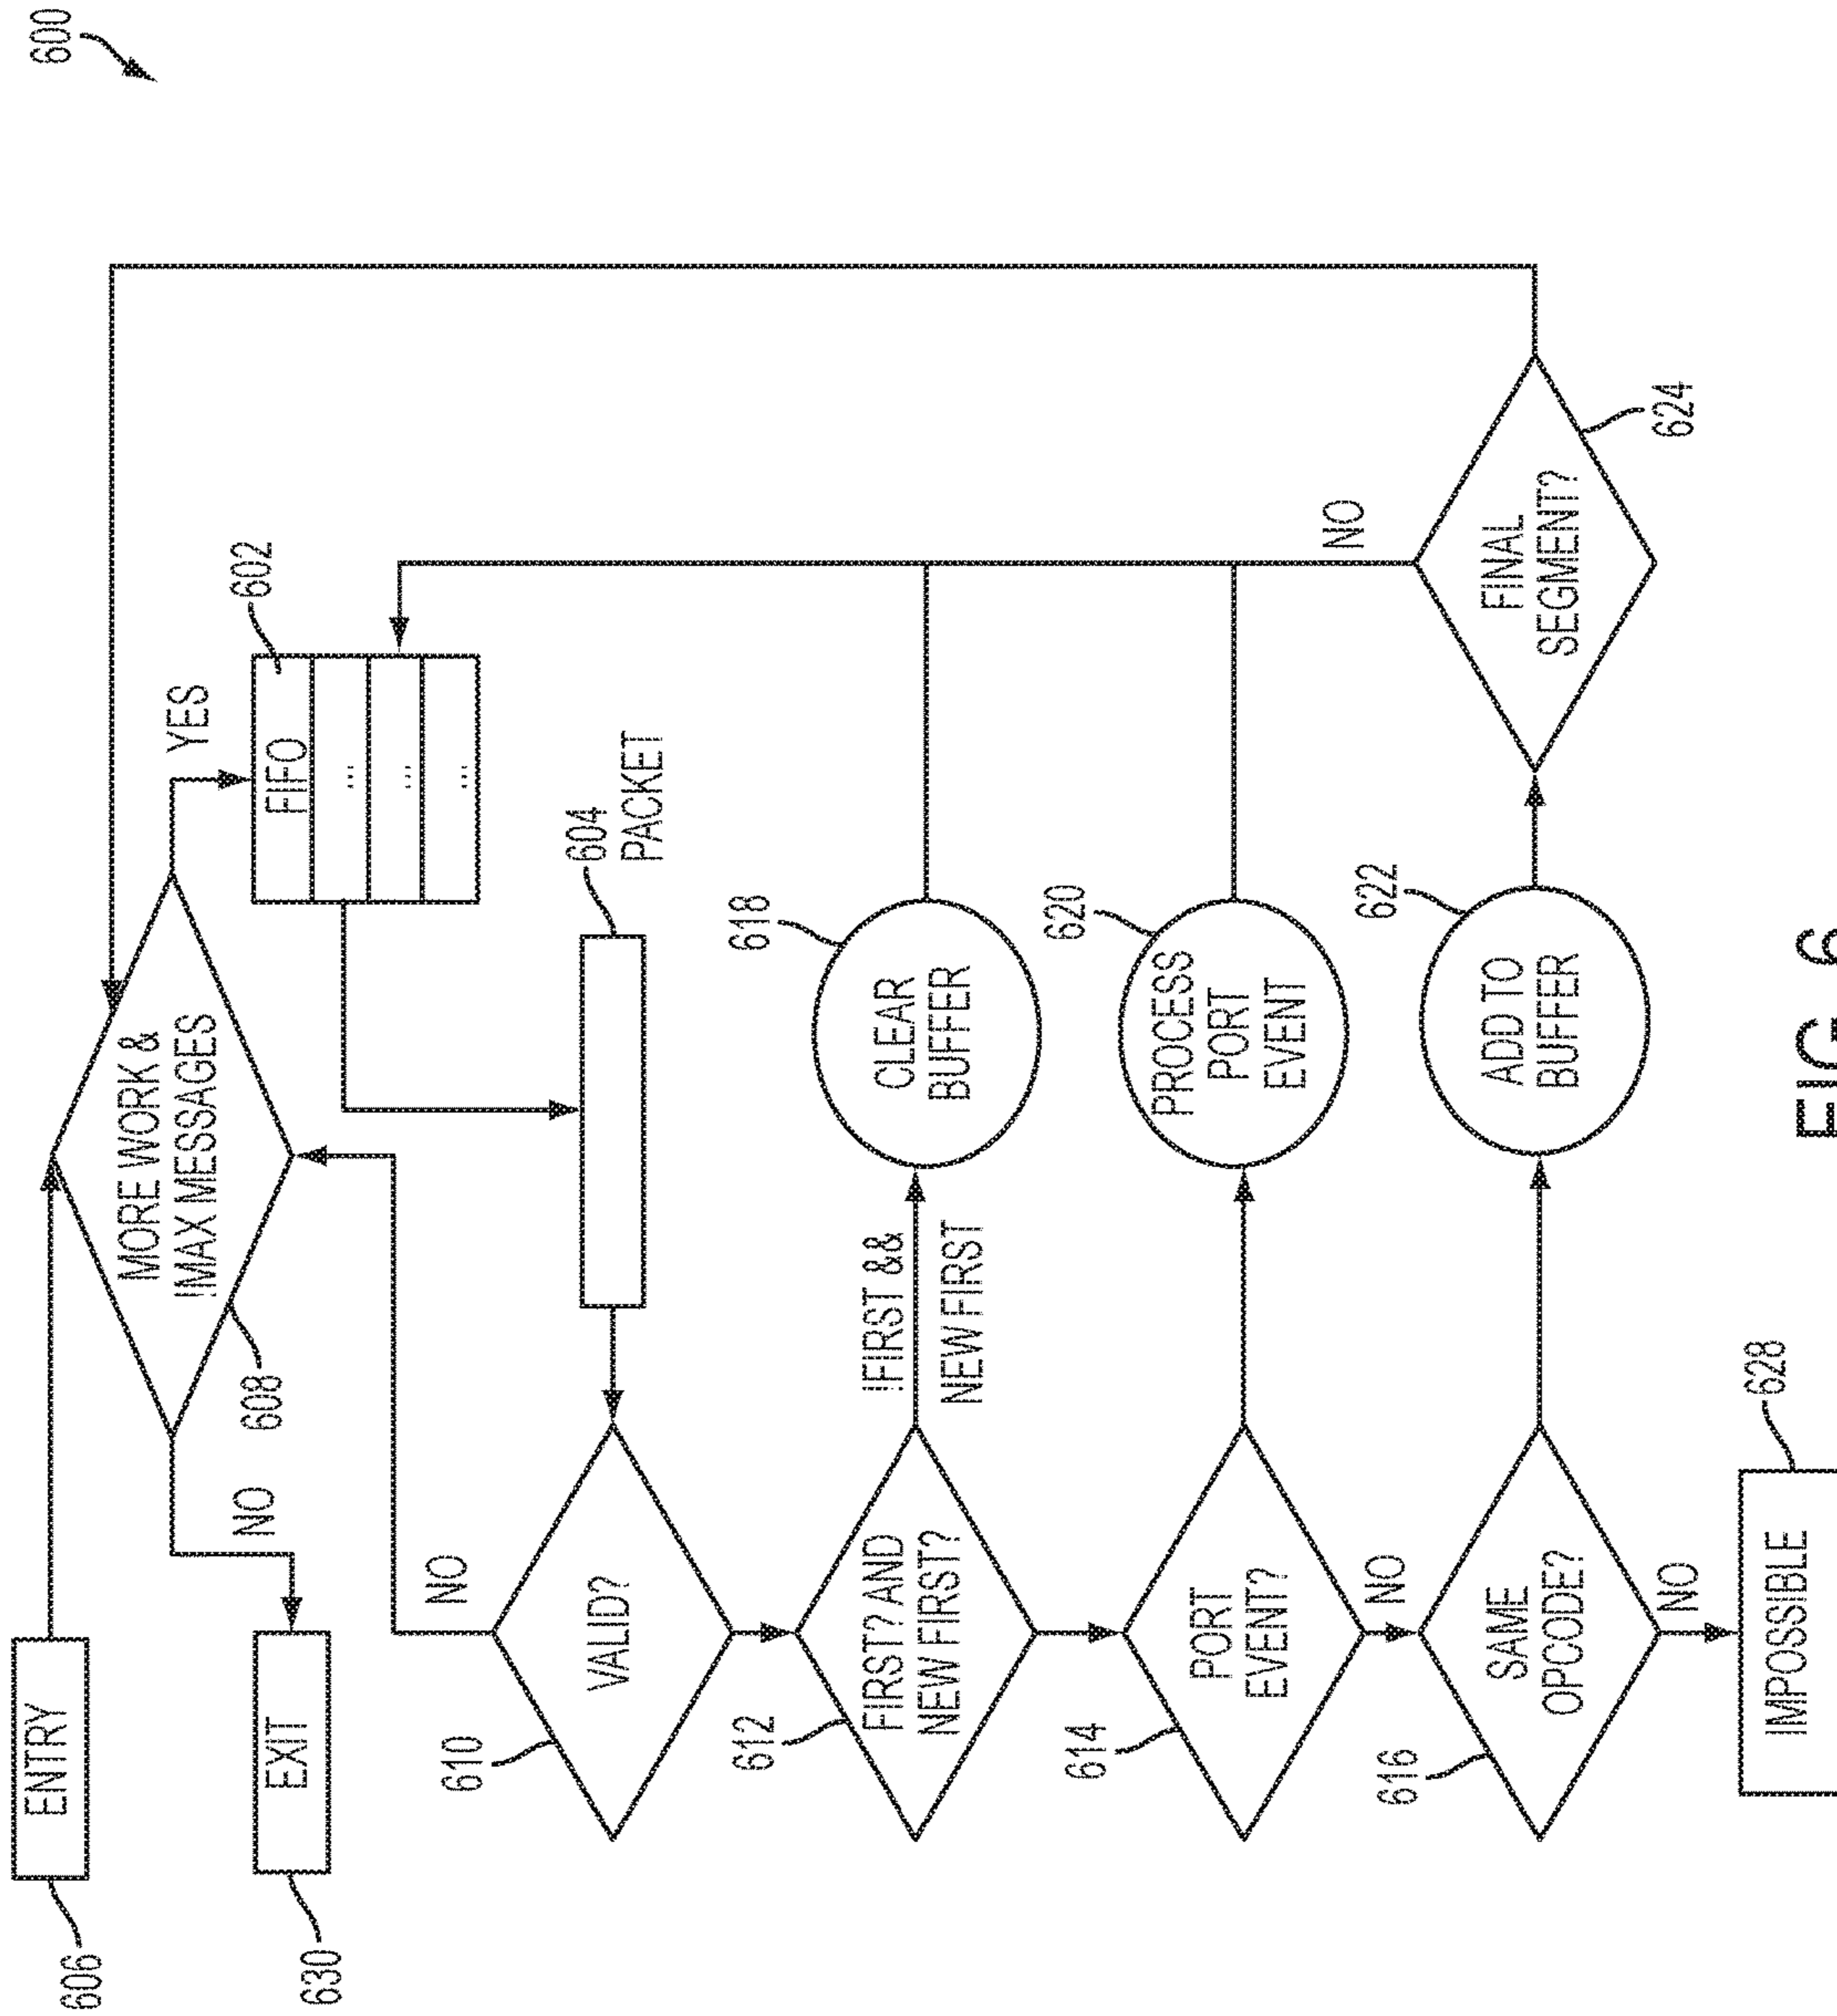 600
606
ENTRY
MORE WORK &
!MAX MESSAGES
608
YES
NO
602
FIFO
...
...
...
630
EXIT
604
PACKET
NO
610
VALID?
612
FIRST? AND
NEW FIRST?
!FIRST &&
NEW FIRST
618
CLEAR
BUFFER
614
PORT
EVENT?
620
PROCESS
PORT
EVENT
NO
NO
616
SAME
OPCODE?
622
ADD TO
BUFFER
FINAL
SEGMENT?
624
NO
628
IMPOSSIBLE
FIG. 6